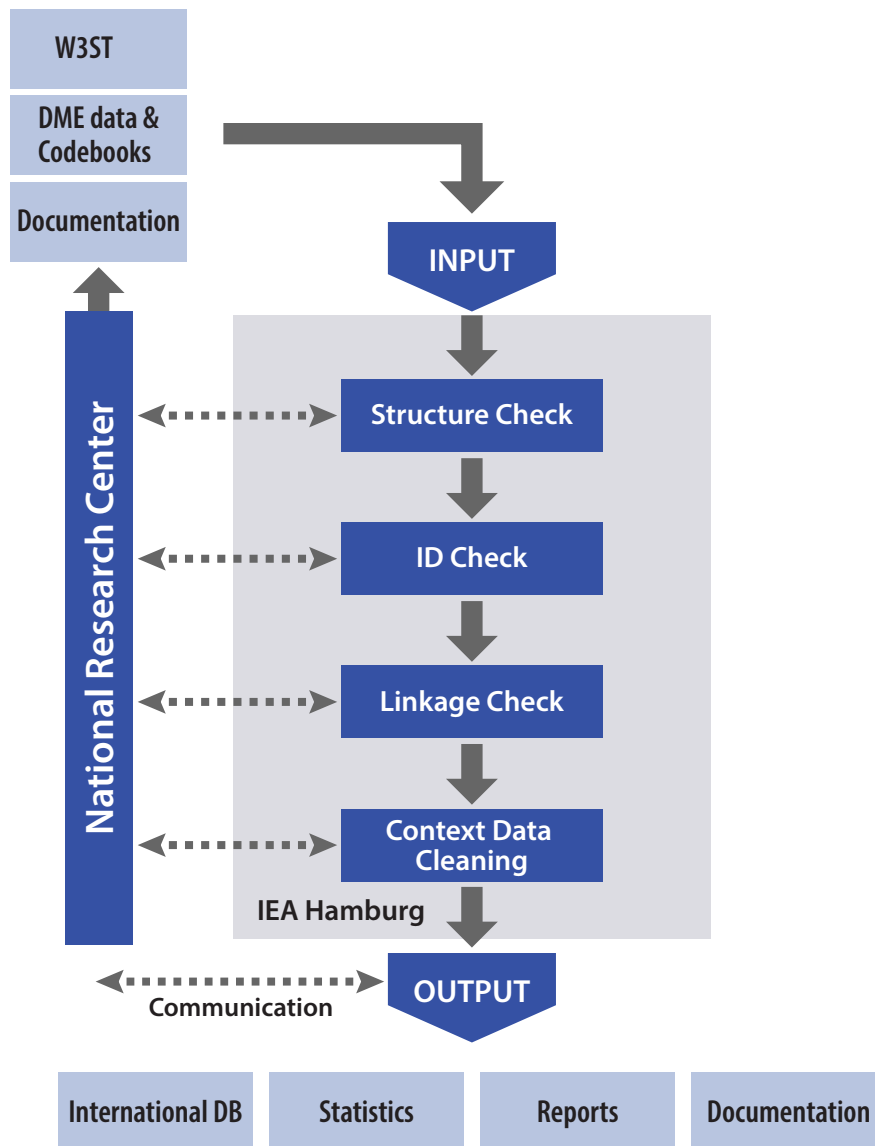 W3ST
DME data &
Codebooks
Documentation
INPUT
National Research Center
Structure Check
ID Check
Linkage Check
Context Data
Cleaning
IEA Hamburg
OUTPUT
Communication
International DB
Statistics
Reports
Documentation